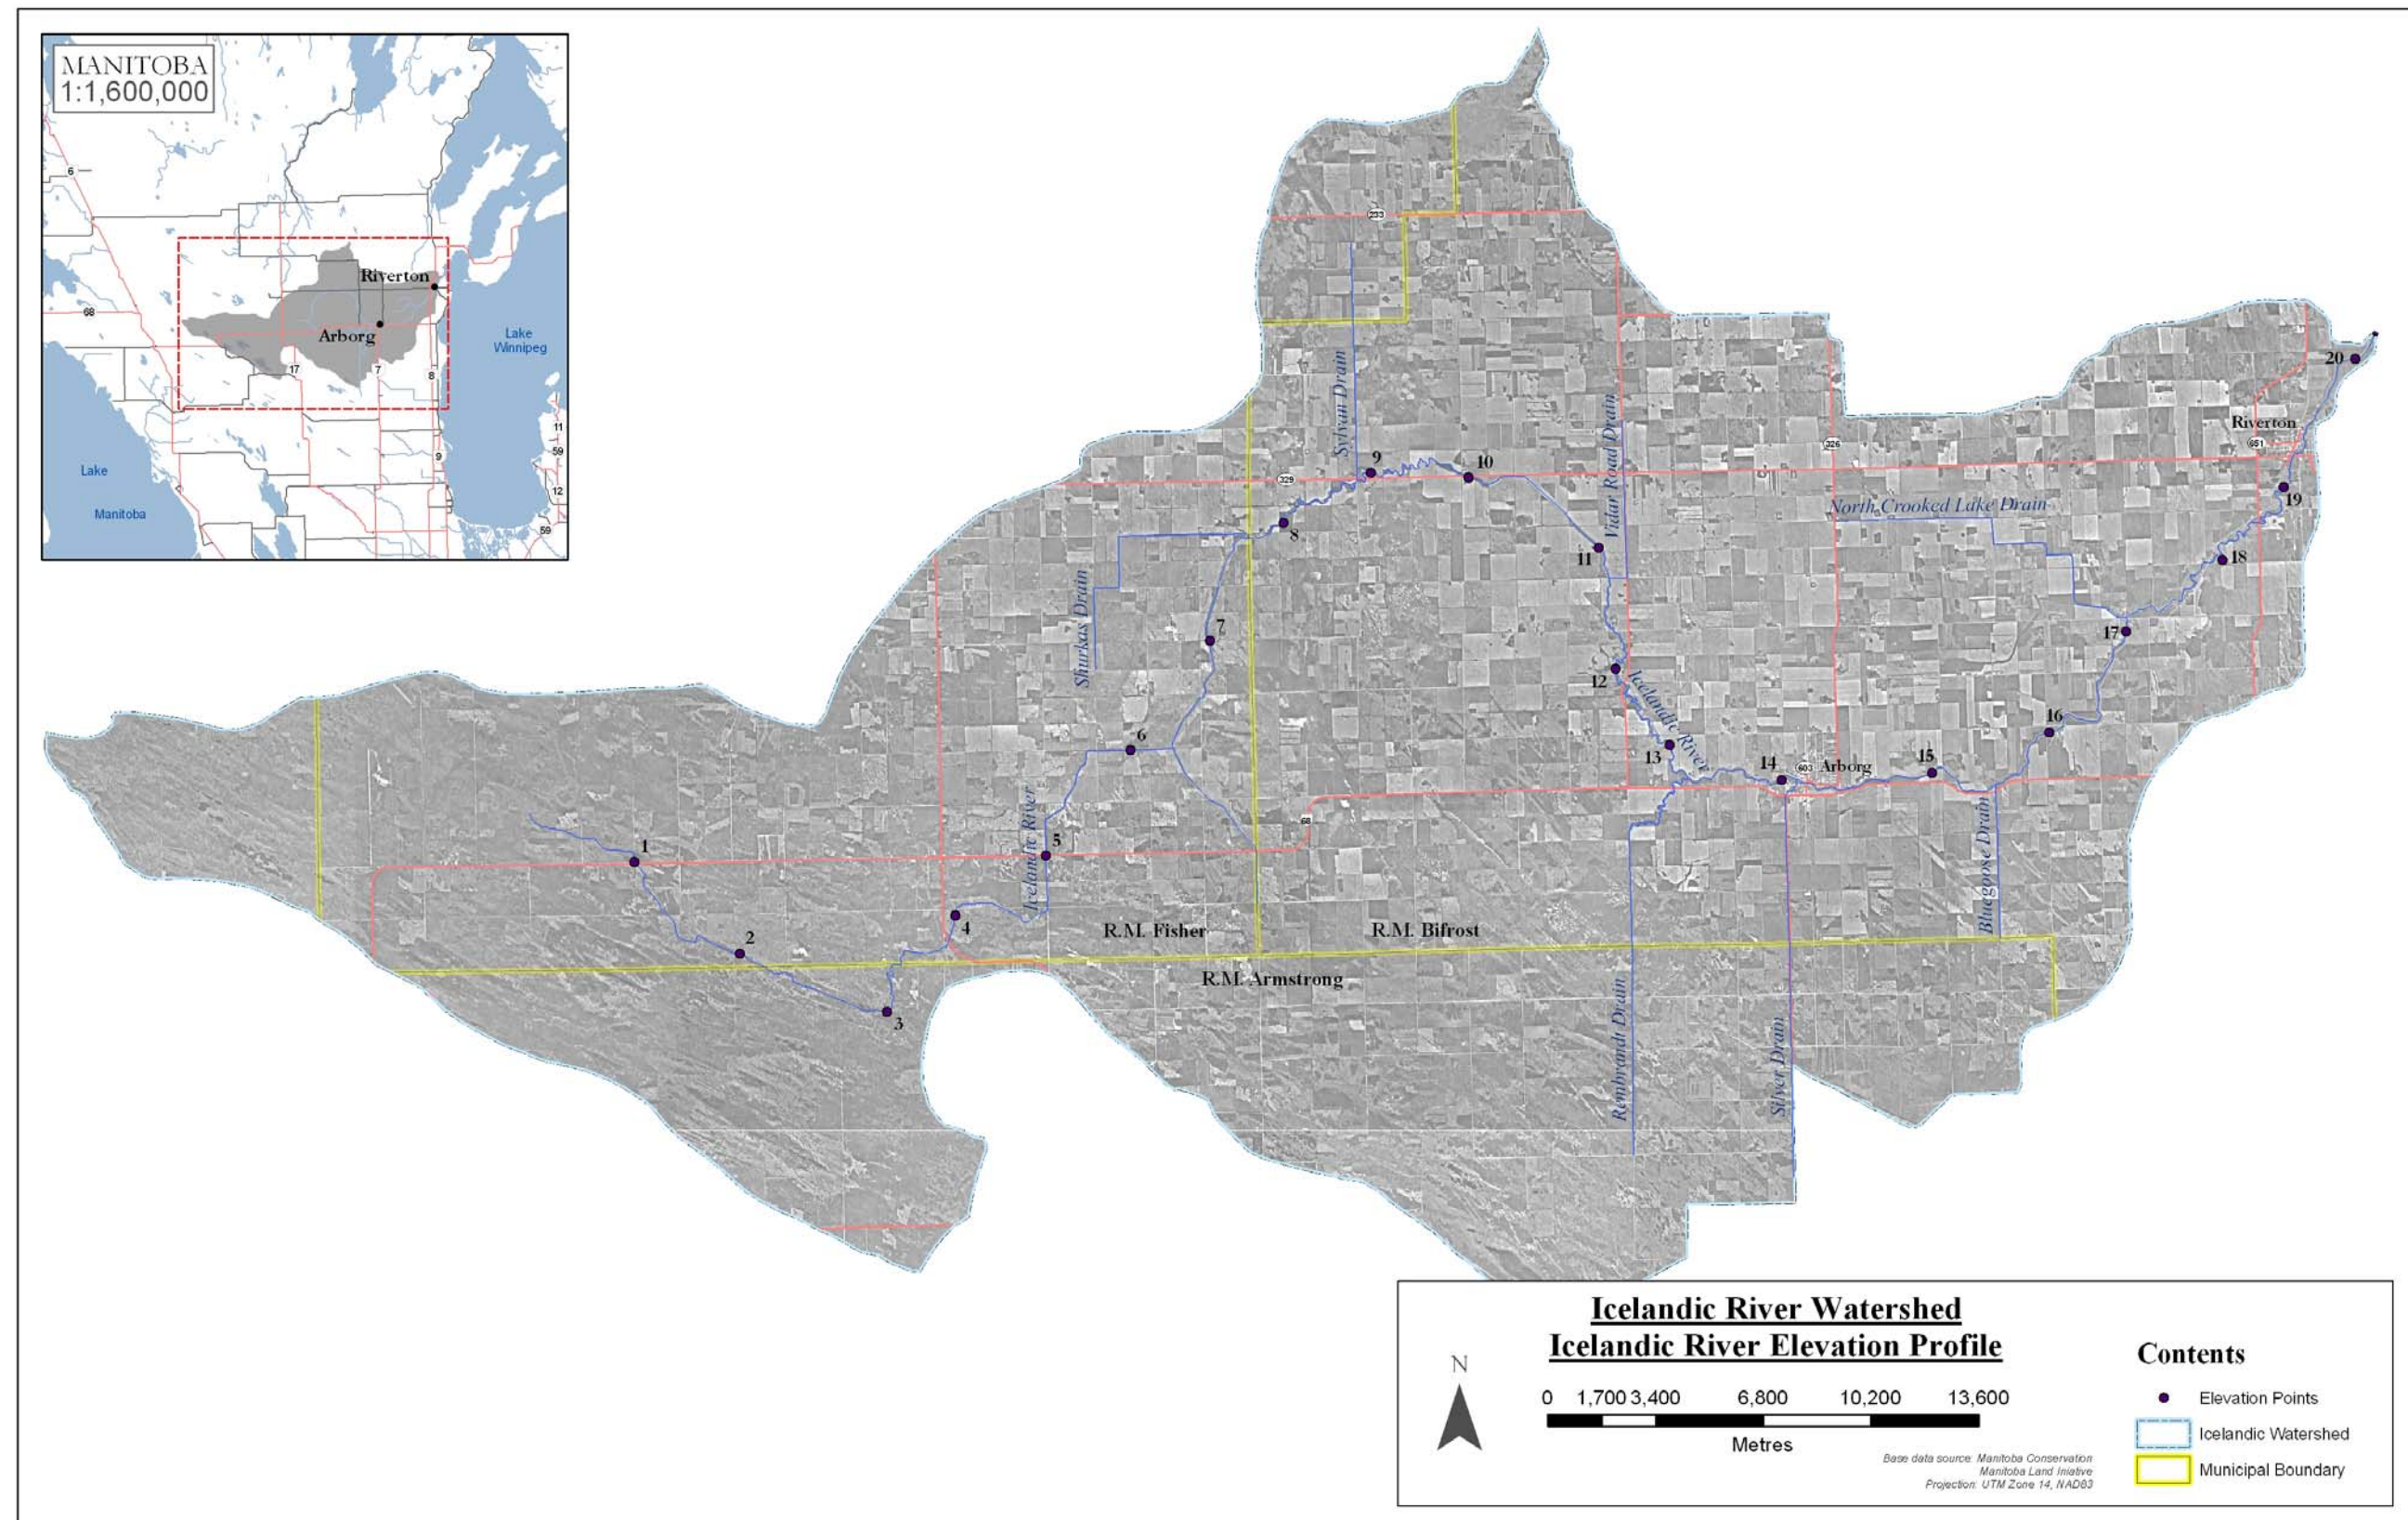 MANITOBA
1:1,600,000
6
68
Riverton
Arborg
17
7
8
9
11
59
12
59
Lake
Winnipeg
Lake
Manitoba
Sylvan Drain
329
9
10
8
Vidar Road Drain
11
326
North Crooked Lake Drain
Riverton
651
20
19
18
17
16
Shurkas Drain
7
6
12
Icelandic River
13
14
603
Arborg
15
Bluegoose Drain
1
2
3
4
5
Icelandic River
68
R.M. Fisher
R.M. Bifrost
R.M. Armstrong
Rembrandt Drain
Silver Drain
Icelandic River Watershed
Icelandic River Elevation Profile
N
0 1,700 3,400 6,800 10,200 13,600
Metres
Base data source: Manitoba Conservation
Manitoba Land Iniative
Projection: UTM Zone 14, NAD83
Contents
Elevation Points
Icelandic Watershed
Municipal Boundary